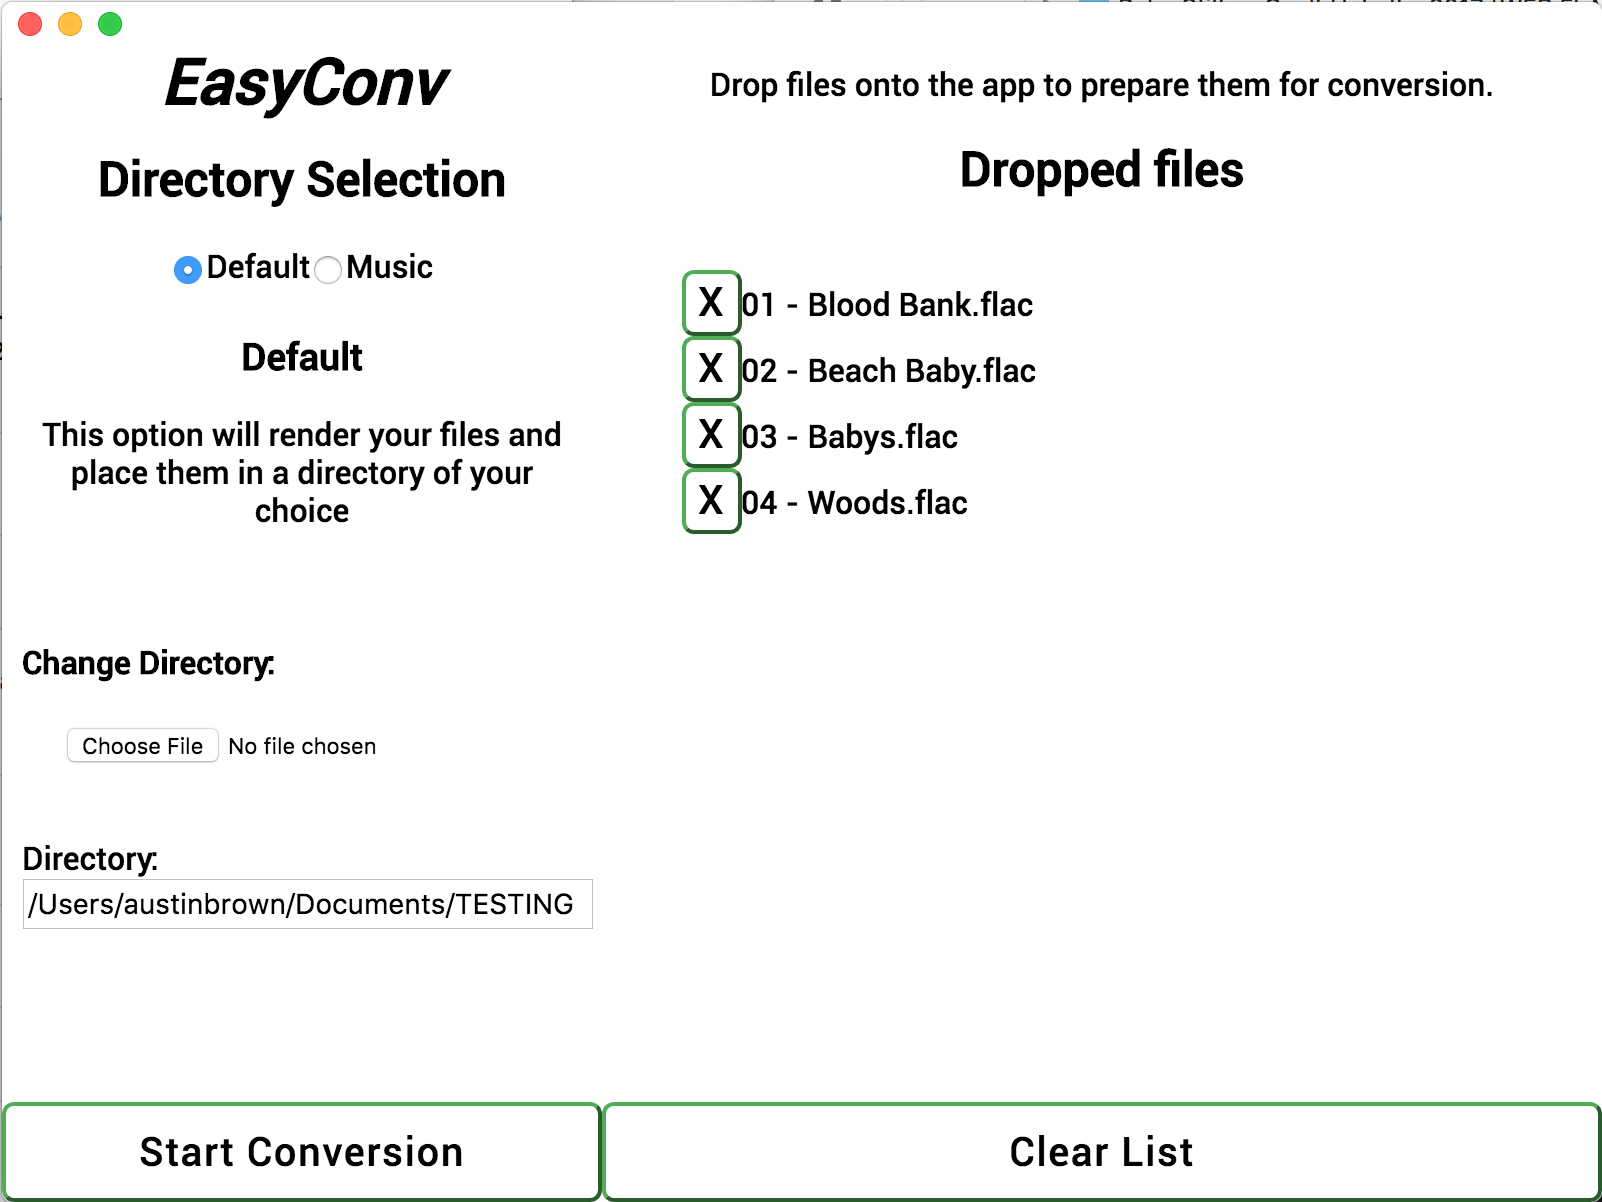 EasyConv
Directory Selection
Default Music
Default
This option will render your files and
place them in a directory of your
choice
Change Directory:
Choose File No file chosen
Directory:
/Users/austinbrown/Documents/TESTING
Start Conversion
Drop files onto the app to prepare them for conversion.
Dropped files
X 01 - Blood Bank.flac
X 02 - Beach Baby.flac
X 03 - Babys.flac
X 04 - Woods.flac
Clear List